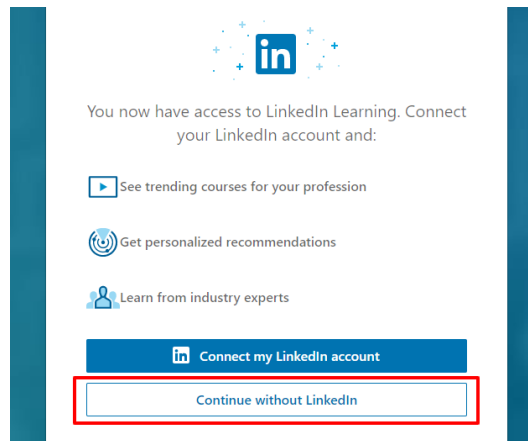 in
You now have access to LinkedIn Learning. Connect
your LinkedIn account and:
See trending courses for your profession
Get personalized recommendations
Learn from industry experts
in Connect my LinkedIn account
Continue without LinkedIn